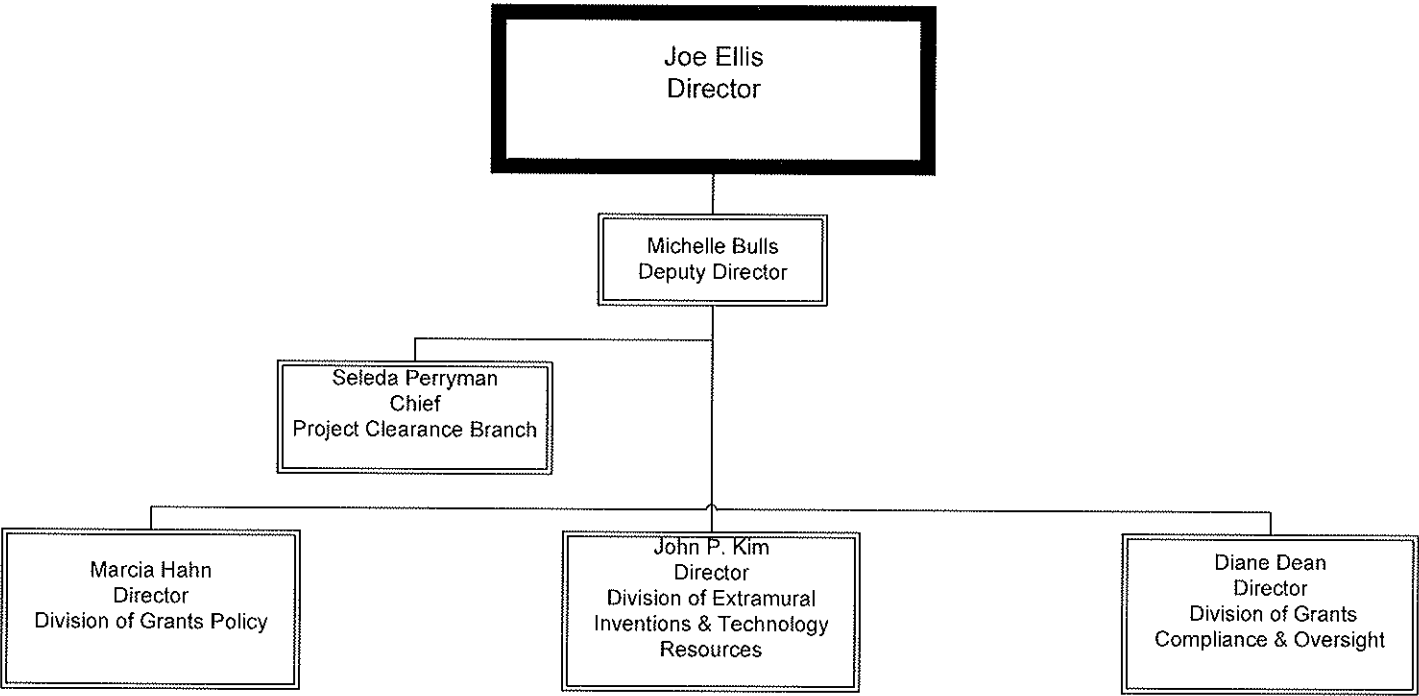 Joe Ellis
Director
Michelle Bulls
Deputy Director
Seleda Perryman
Chief
Project Clearance Branch
Marcia Hahn
Director
Division of Grants Policy
John P. Kim
Director
Division of Extramural
Inventions & Technology
Resources
Diane Dean
Director
Division of Grants
Compliance & Oversight